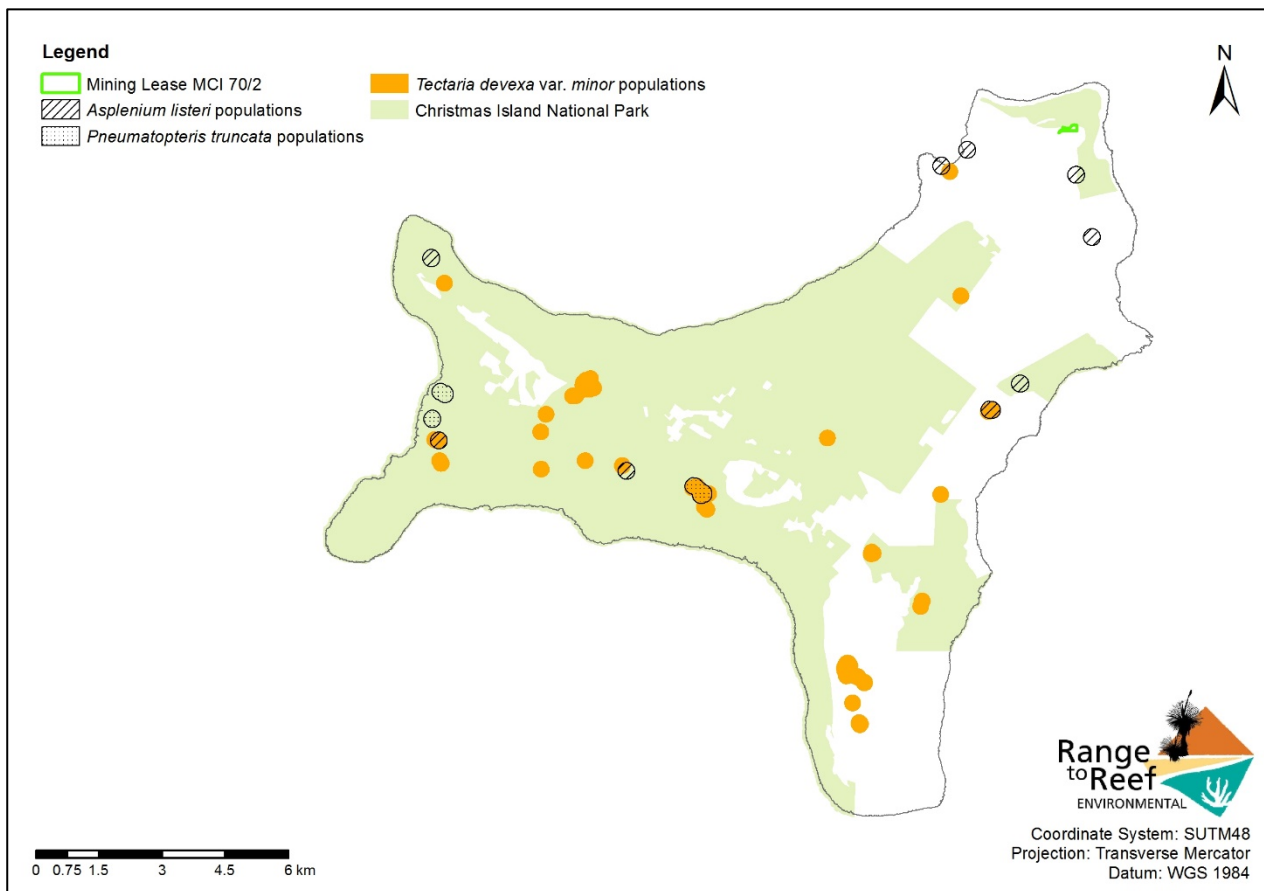 Legend
Mining Lease MCI 70/2
Asplenium listeri populations
Pneumatopteris truncata populations
Tectaria devexa var. minor populations
Christmas Island National Park
N
Range
to Reef
ENVIRONMENTAL
Coordinate System: SUTM48
Projection: Transverse Mercator
Datum: WGS 1984
0 0.75 1.5 3 4.5 6 km